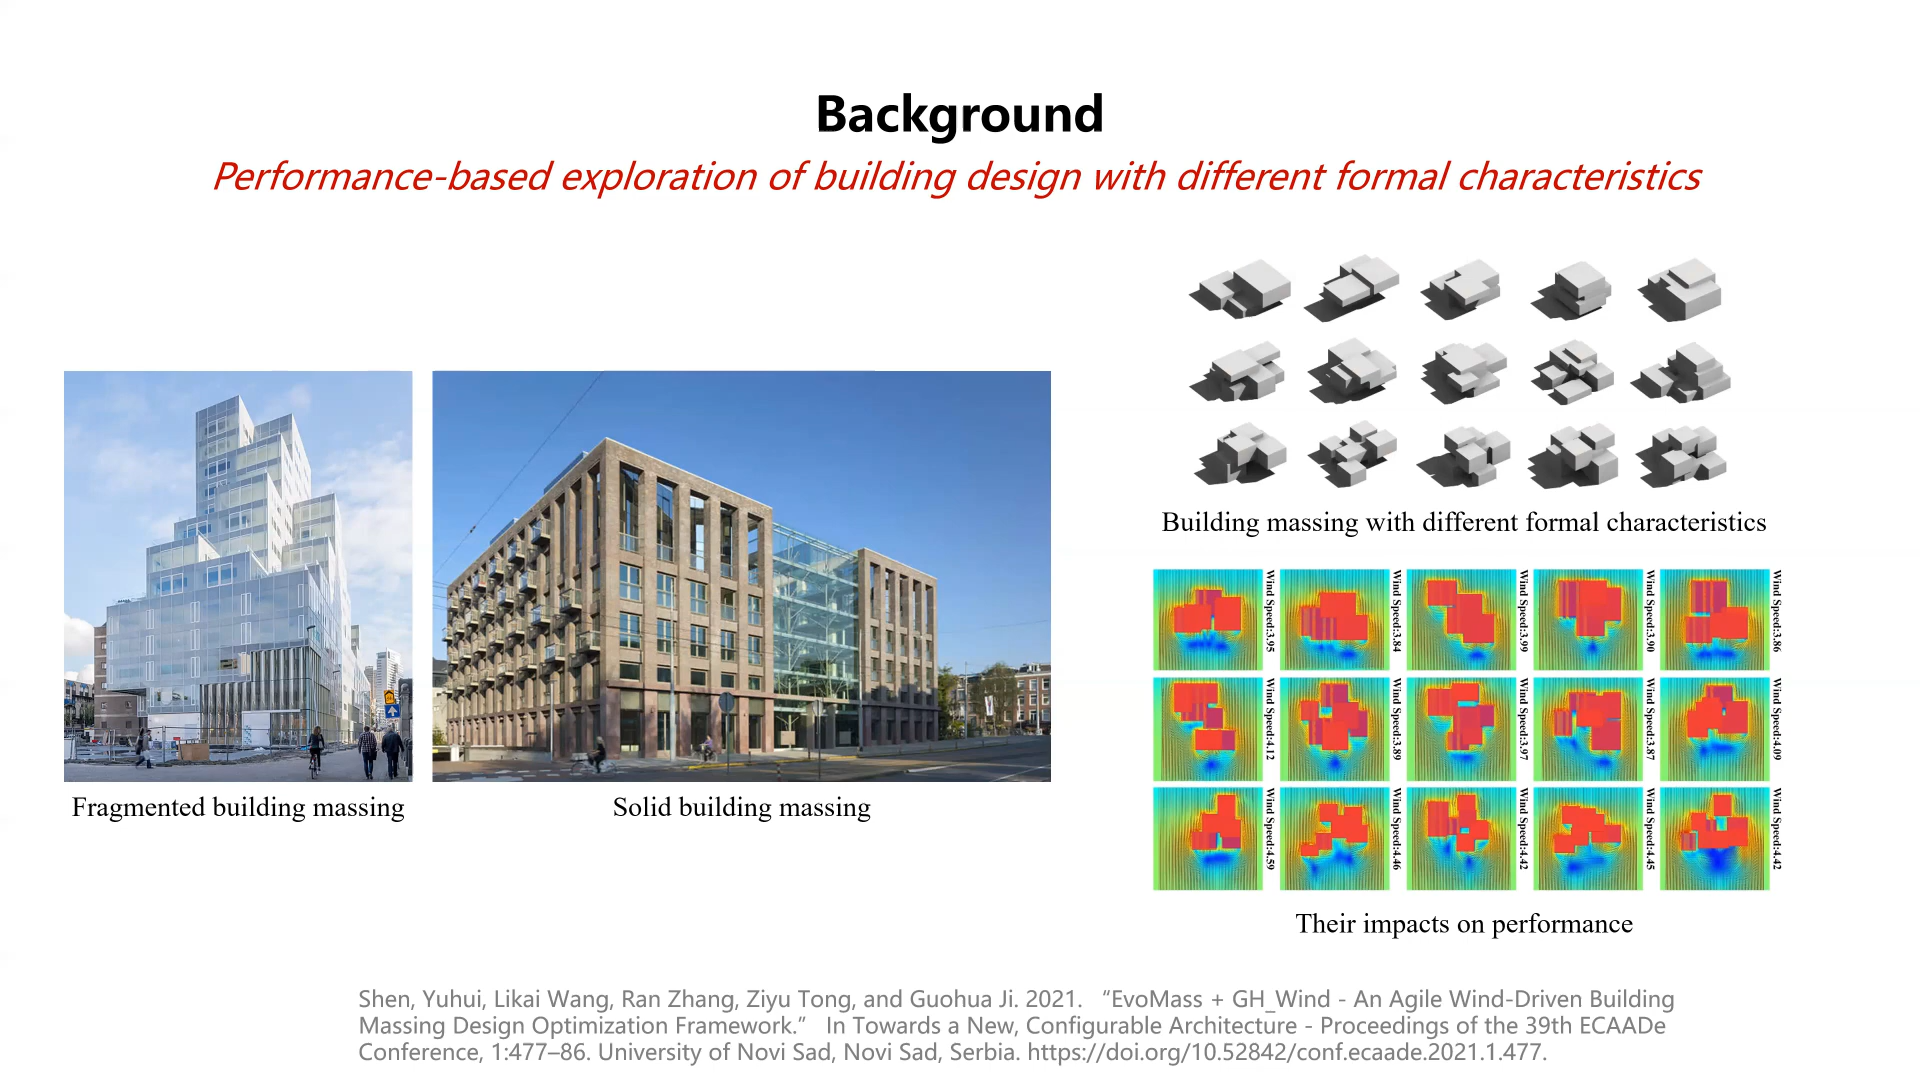 Background
Performance-based exploration of building design with different formal characteristics
Fragmented building massing
Solid building massing
Building massing with different formal characteristics
Wind Speed:3.95
Wind Speed:3.84
Wind Speed:3.99
Wind Speed:3.90
Wind Speed:3.86
Wind Speed:4.12
Wind Speed:3.89
Wind Speed:3.97
Wind Speed:3.87
Wind Speed:4.09
Wind Speed:4.59
Wind Speed:4.46
Wind Speed:4.42
Wind Speed:4.45
Wind Speed:4.42
Their impacts on performance
Shen, Yuhui, Likai Wang, Ran Zhang, Ziyu Tong, and Guohua Ji. 2021. “EvoMass + GH_Wind - An Agile Wind-Driven Building
Massing Design Optimization Framework.” In Towards a New, Configurable Architecture - Proceedings of the 39th ECAADe
Conference, 1:477–86. University of Novi Sad, Novi Sad, Serbia. https://doi.org/10.52842/conf.ecaade.2021.1.477.